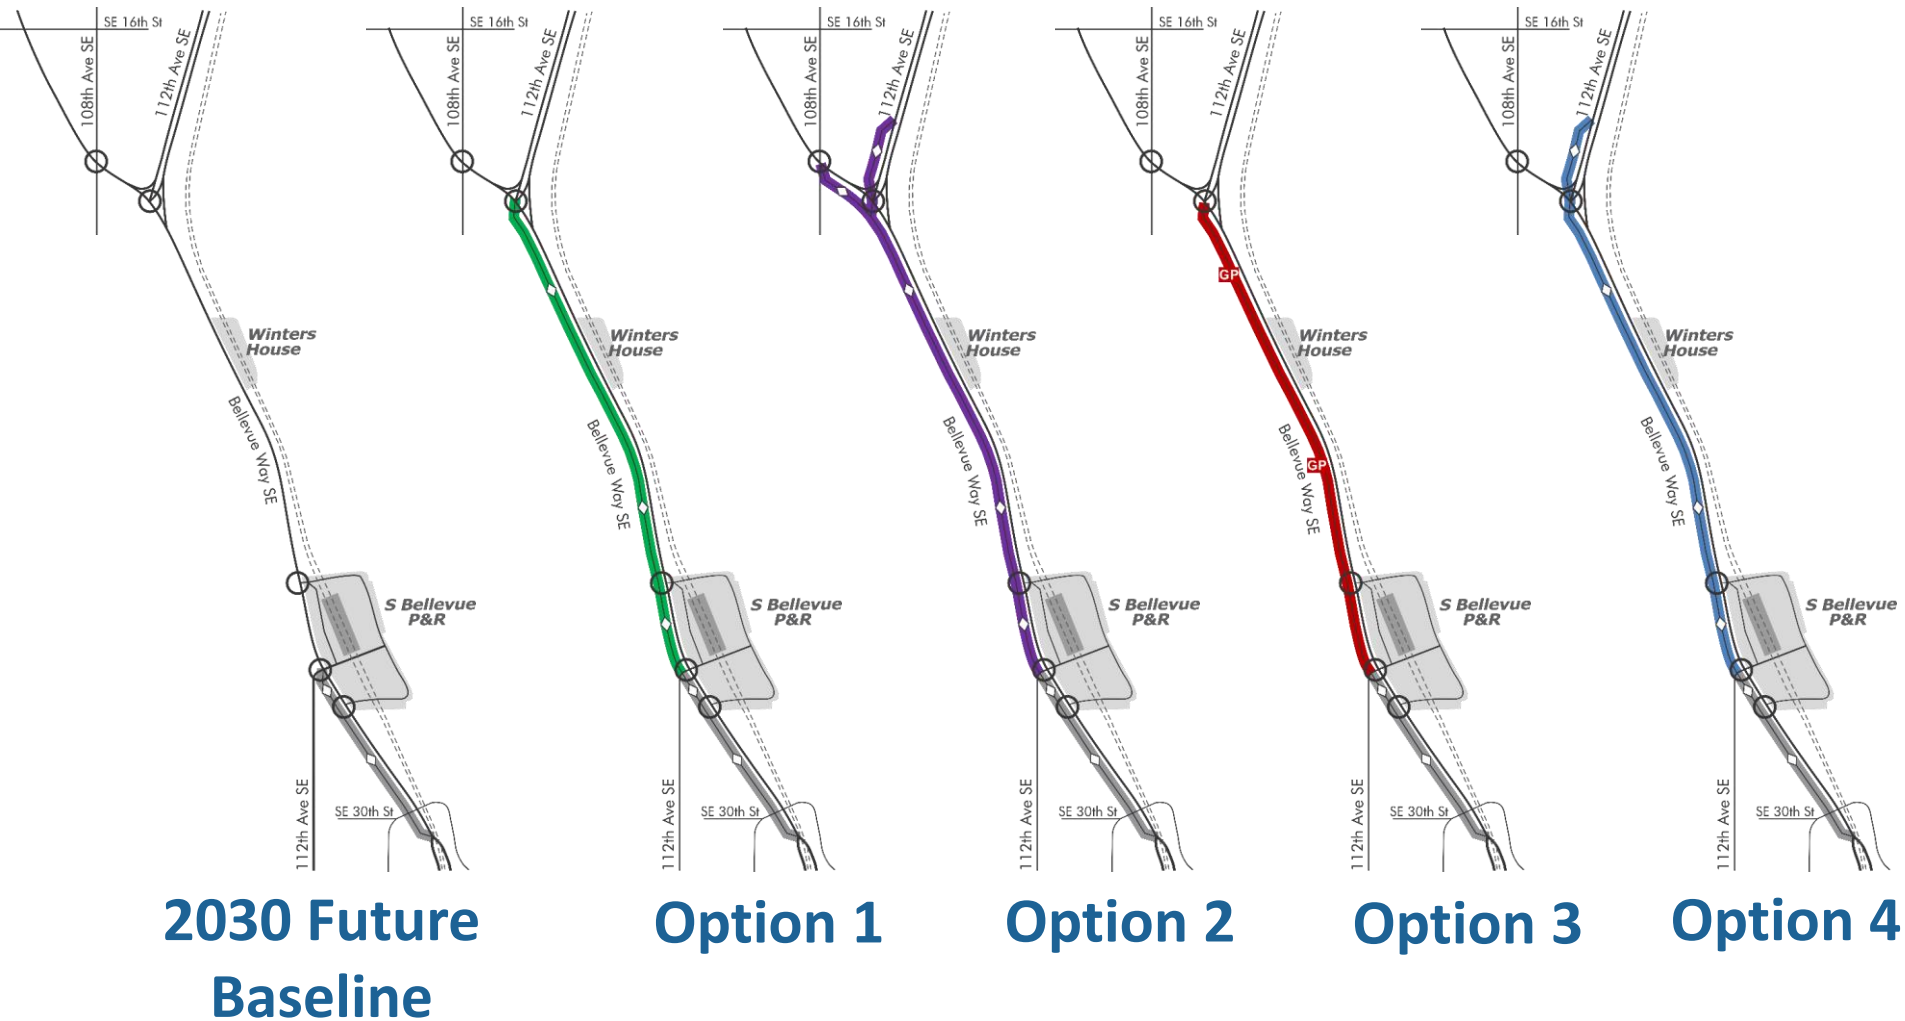 SE 16th St
108th Ave SE
112th Ave SE
Winters
House
Bellevue Way SE
S Bellevue
P&R
112th Ave SE
SE 30th St
2030 Future
Baseline
SE 16th St
108th Ave SE
112th Ave SE
Winters
House
Bellevue Way SE
S Bellevue
P&R
112th Ave SE
SE 30th St
Option 1
SE 16th St
108th Ave SE
112th Ave SE
Winters
House
Bellevue Way SE
S Bellevue
P&R
112th Ave SE
SE 30th St
Option 2
SE 16th St
108th Ave SE
112th Ave SE
GP
Winters
House
Bellevue Way SE
GP
S Bellevue
P&R
112th Ave SE
SE 30th St
Option 3
SE 16th St
108th Ave SE
112th Ave SE
Winters
House
Bellevue Way SE
S Bellevue
P&R
112th Ave SE
SE 30th St
Option 4